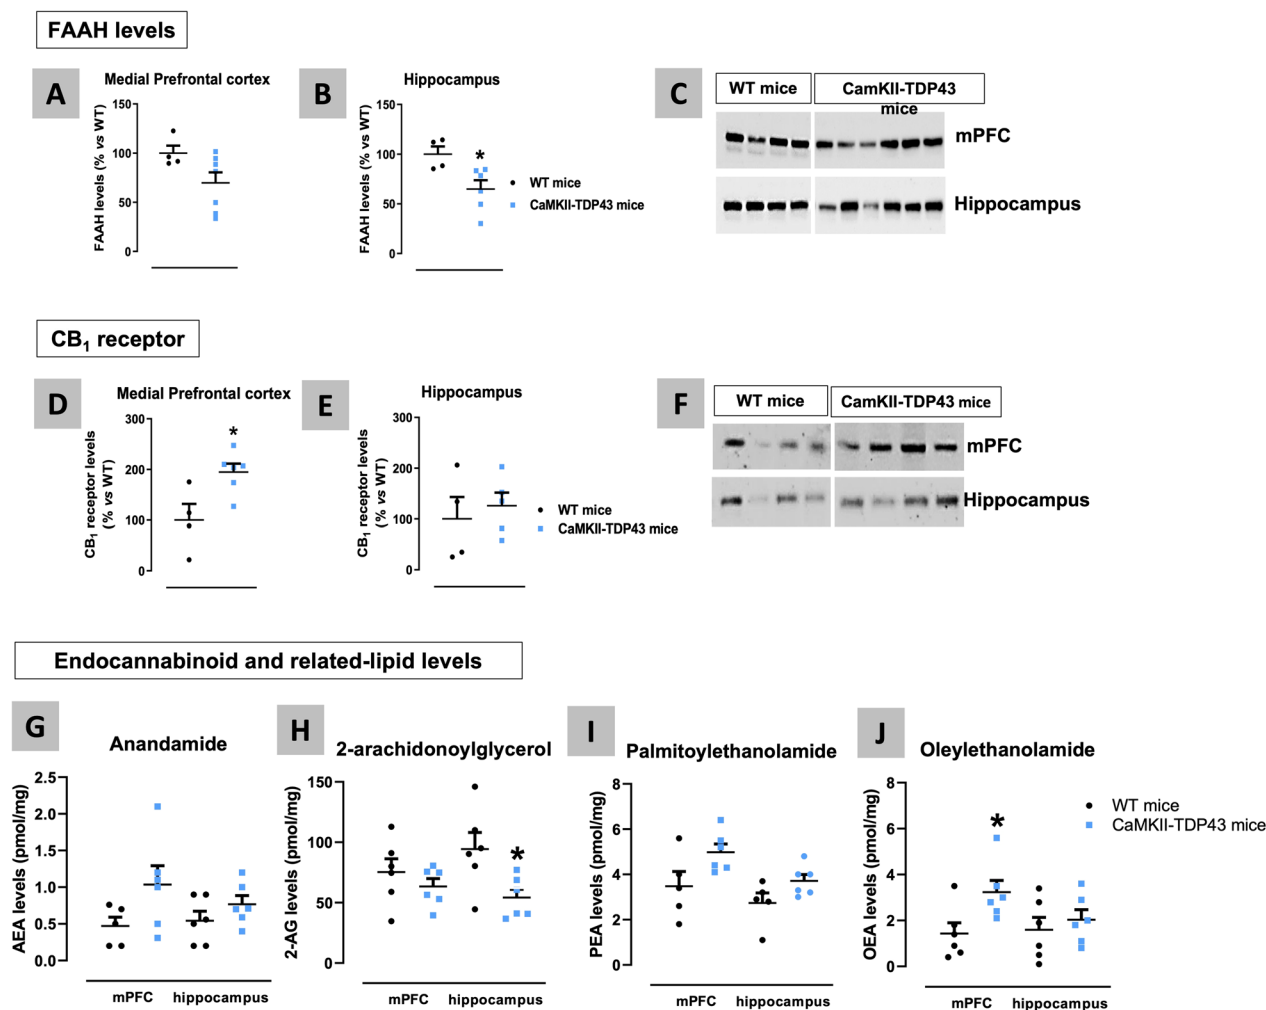 FAAH levels
A
Medial Prefrontal cortex
FAAH levels (% vs WT)
150
100
50
0
B
Hippocampus
FAAH levels (% vs WT)
150
100
50
0
*
WT mice
CaMKII-TDP43 mice
C
WT mice
CamKII-TDP43
mice
mPFC
Hippocampus
CB1 receptor
D
Medial Prefrontal cortex
CB1 receptor levels
(% vs WT)
300
200
100
0
*
E
Hippocampus
CB1 receptor levels
(% vs WT)
300
200
100
0
WT mice
CaMKII-TDP43 mice
F
WT mice
CamKII-TDP43 mice
mPFC
Hippocampus
Endocannabinoid and related-lipid levels
G
Anandamide
AEA levels (pmol/mg)
2.5
2.0
1.5
1.0
0.5
0.0
mPFC
hippocampus
H
2-arachidonoylglycerol
2-AG levels (pmol/mg)
150
100
50
0
*
mPFC
hippocampus
I
Palmitoylethanolamide
PEA levels (pmol/mg)
8
6
4
2
0
mPFC
hippocampus
J
Oleylethanolamide
OEA levels (pmol/mg)
8
6
4
2
0
*
mPFC
hippocampus
WT mice
CaMKII-TDP43 mice